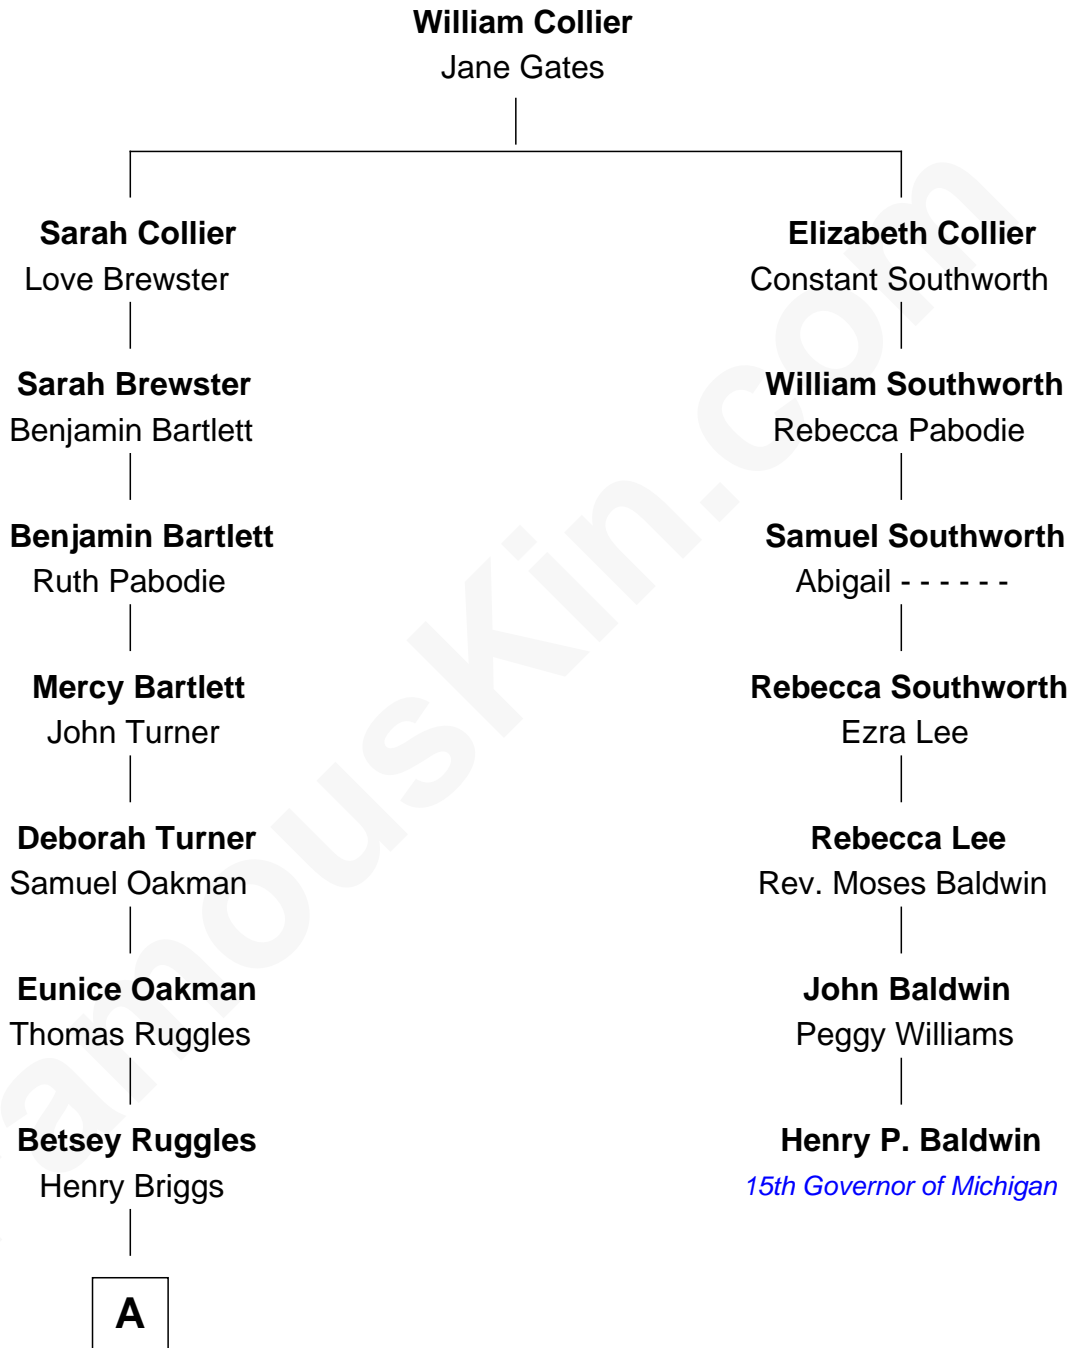 William Collier
Jane Gates
Sarah Collier
Love Brewster
Elizabeth Collier
Constant Southworth
Sarah Brewster
Benjamin Bartlett
William Southworth
Rebecca Pabodie
Benjamin Bartlett
Ruth Pabodie
Samuel Southworth
Abigail - - - - - -
Mercy Bartlett
John Turner
Rebecca Southworth
Ezra Lee
Deborah Turner
Samuel Oakman
Rebecca Lee
Rev. Moses Baldwin
Eunice Oakman
Thomas Ruggles
John Baldwin
Peggy Williams
Betsey Ruggles
Henry Briggs
Henry P. Baldwin
15th Governor of Michigan
A
amouskin.com